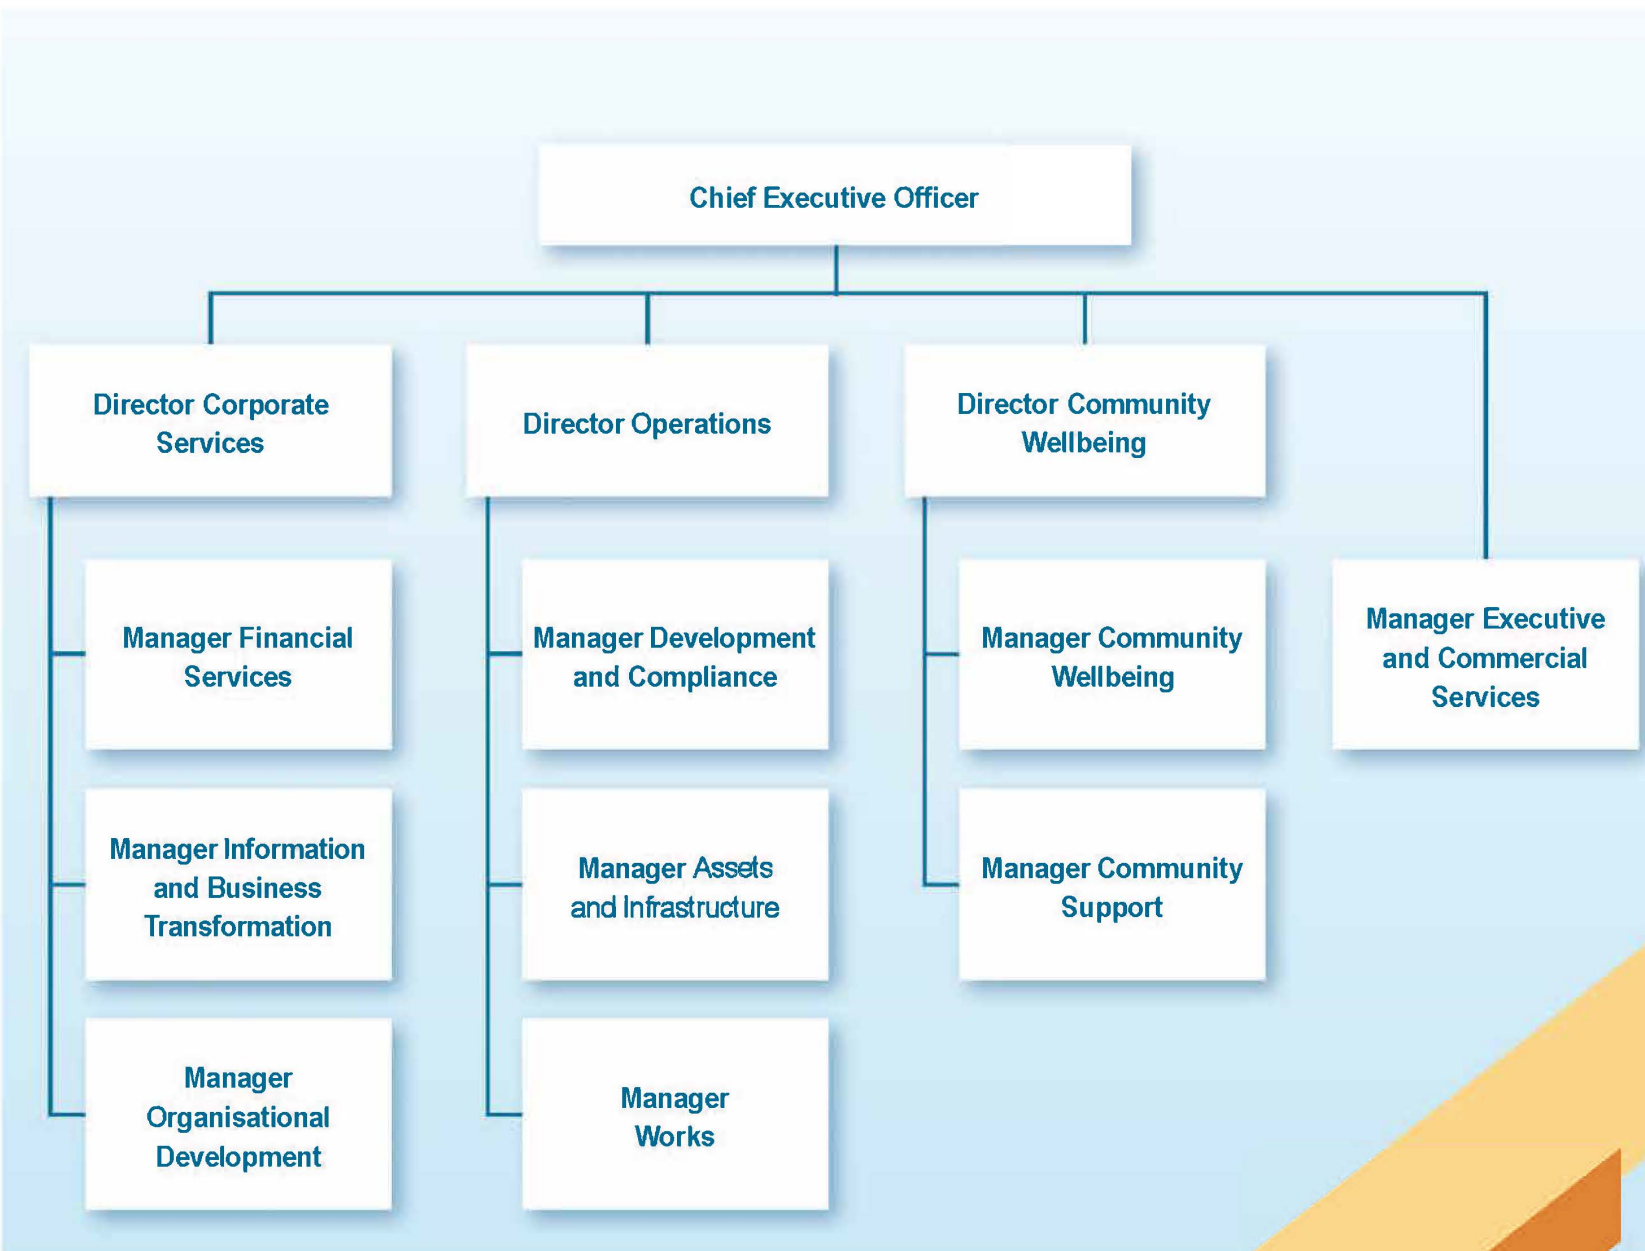 Chief Executive Officer
Director Corporate
Services
Director Operations
Director Community
Wellbeing
Manager Financial
Services
Manager Development
and Compliance
Manager Community
Wellbeing
Manager Executive
and Commercial
Services
Manager Information
and Business
Transformation
Manager Assets
and Infrastructure
Manager Community
Support
Manager
Organisational
Development
Manager
Works